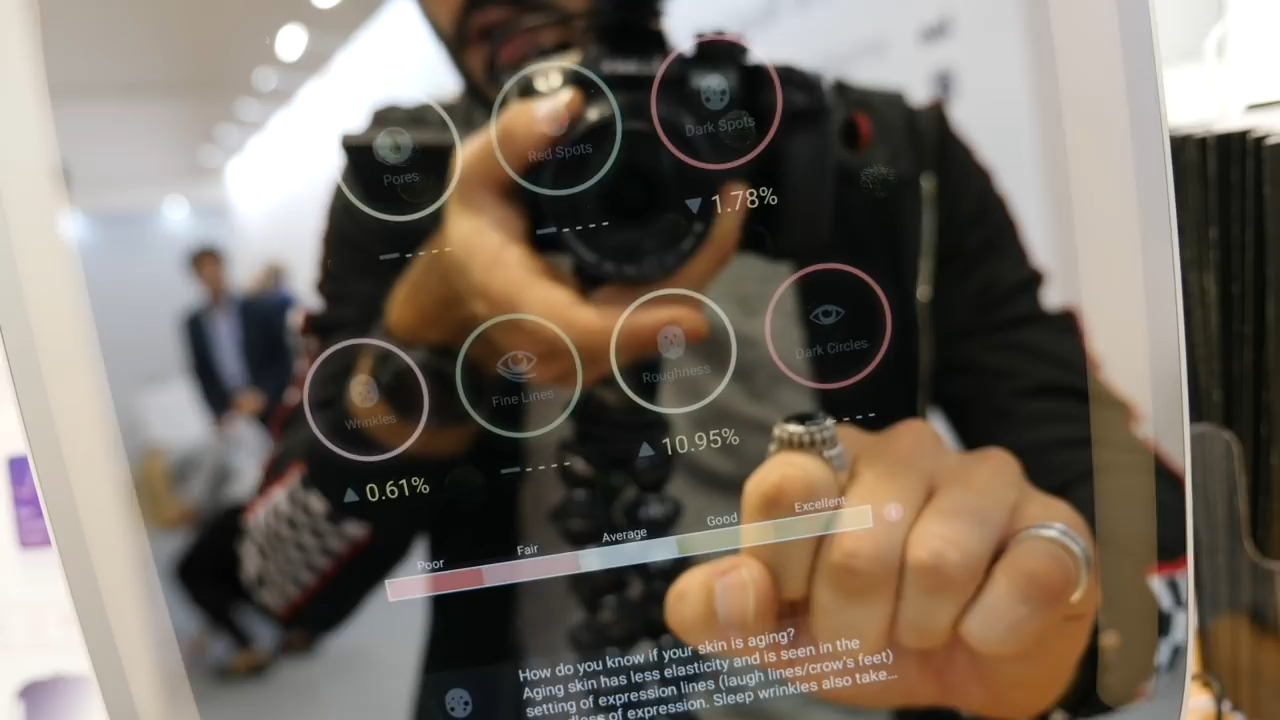 Pores
Red Spots
Dark Spots
▼ 1.78%
Wrinkles
Fine Lines
Roughness
Dark Circles
▲ 0.61%
▲ 10.95%
Poor
Fair
Average
Good
Excellent
How do you know if your skin is aging?
Aging skin has less elasticity and is seen in the
setting of expression lines (laugh lines/crow's feet)
of expression. Sleep wrinkles also take...